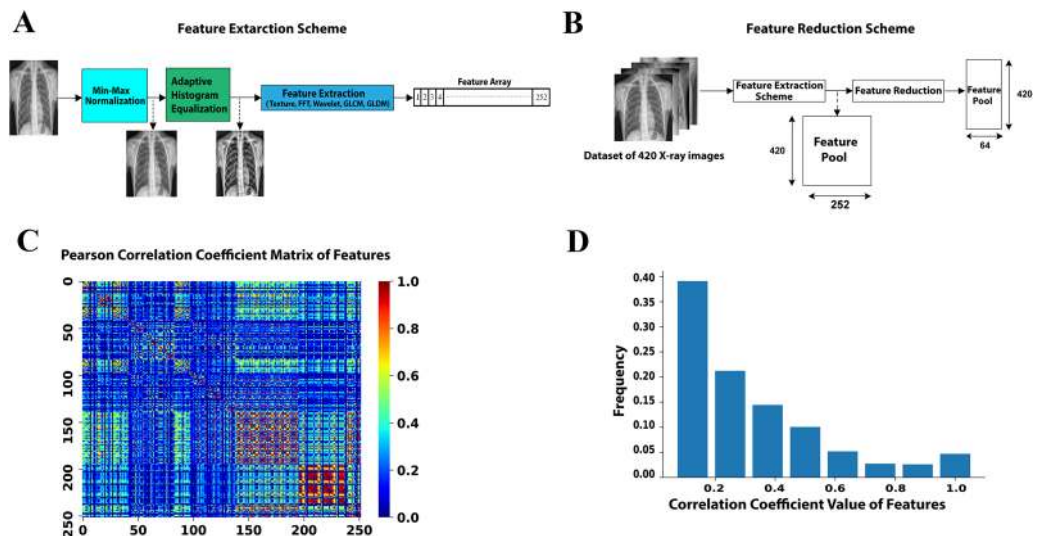 A
Feature Extarction Scheme
Min-Max
Normalization
Adaptive
Histogram
Equalization
Feature Extraction
(Texture, FFT, Wavelet, GLCM, GLDM)
Feature Array
1 2 3 4 252
B
Feature Reduction Scheme
Dataset of 420 X-ray images
Feature Extraction
Scheme
Feature Reduction
Feature
Pool
420
64
420
Feature
Pool
252
C
Pearson Correlation Coefficient Matrix of Features
0
50
100
150
200
250
0 50 100 150 200 250
1.0
0.8
0.6
0.4
0.2
0.0
D
Frequency
0.40
0.35
0.30
0.25
0.20
0.15
0.10
0.05
0.00
0.2 0.4 0.6 0.8 1.0
Correlation Coefficient Value of Features